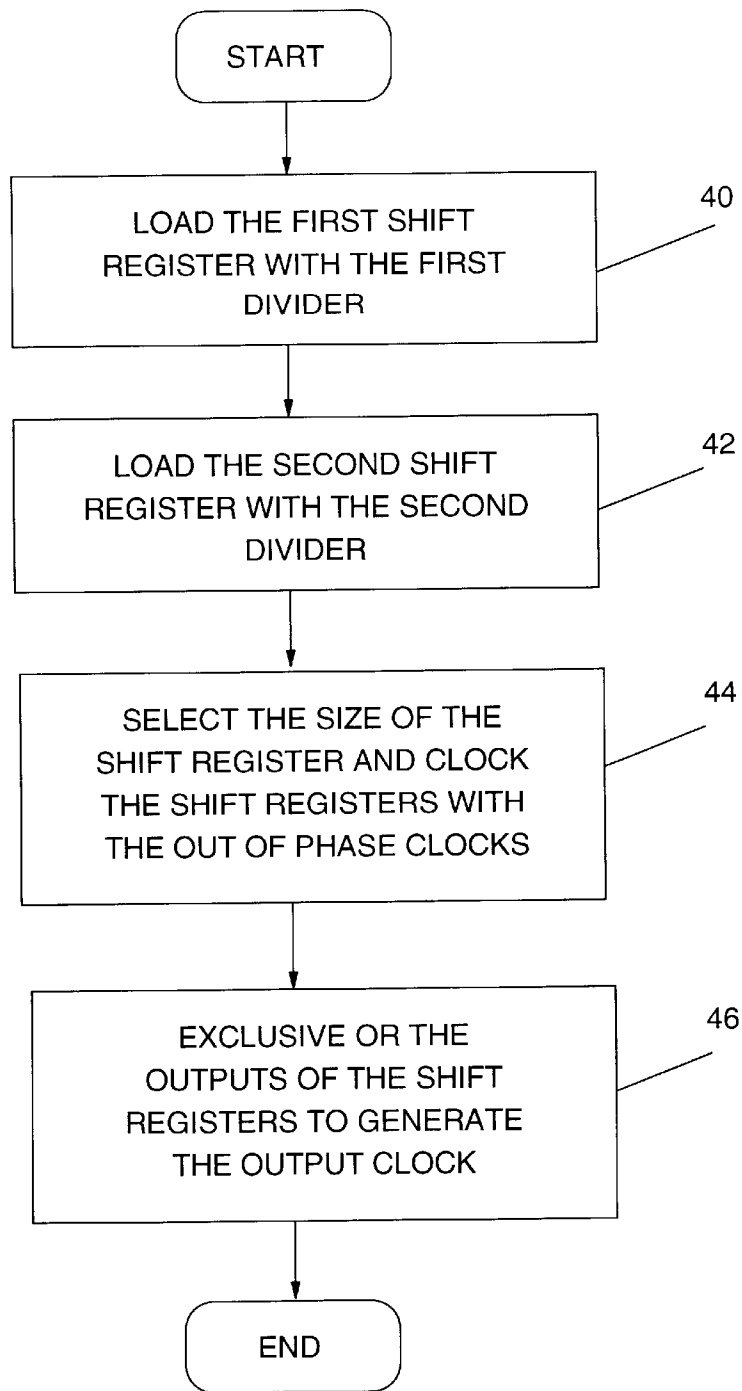 START
LOAD THE FIRST SHIFT
REGISTER WITH THE FIRST
DIVIDER
40
LOAD THE SECOND SHIFT
REGISTER WITH THE SECOND
DIVIDER
42
SELECT THE SIZE OF THE
SHIFT REGISTER AND CLOCK
THE SHIFT REGISTERS WITH
THE OUT OF PHASE CLOCKS
44
EXCLUSIVE OR THE
OUTPUTS OF THE SHIFT
REGISTERS TO GENERATE
THE OUTPUT CLOCK
46
END